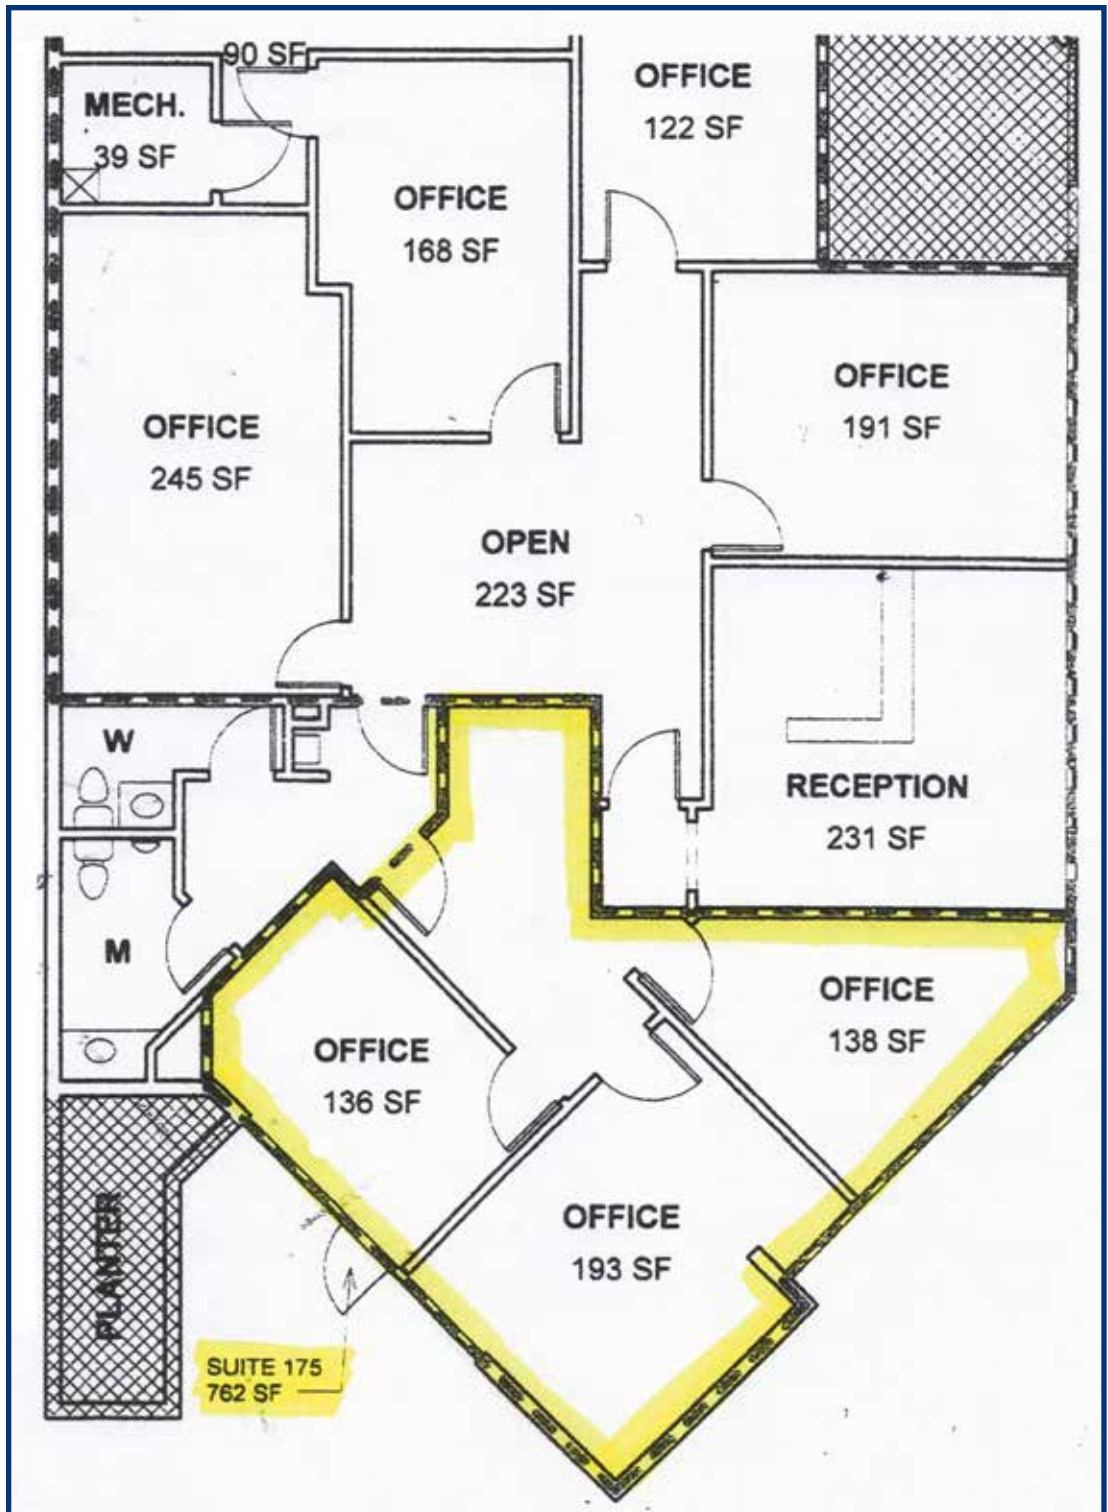 90 SF
MECH.
39 SF
OFFICE
122 SF
OFFICE
168 SF
OFFICE
191 SF
OFFICE
245 SF
OPEN
223 SF
W
RECEPTION
231 SF
M
OFFICE
138 SF
OFFICE
136 SF
OFFICE
193 SF
PLANTER
SUITE 175
762 SF